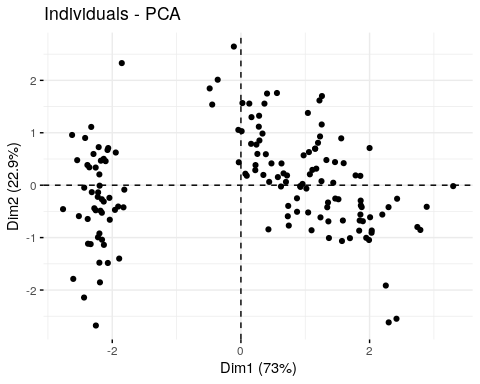 Individuals - PCA
Dim2 (22.9%)
2
1
0
-1
-2
-2
0
2
Dim1 (73%)